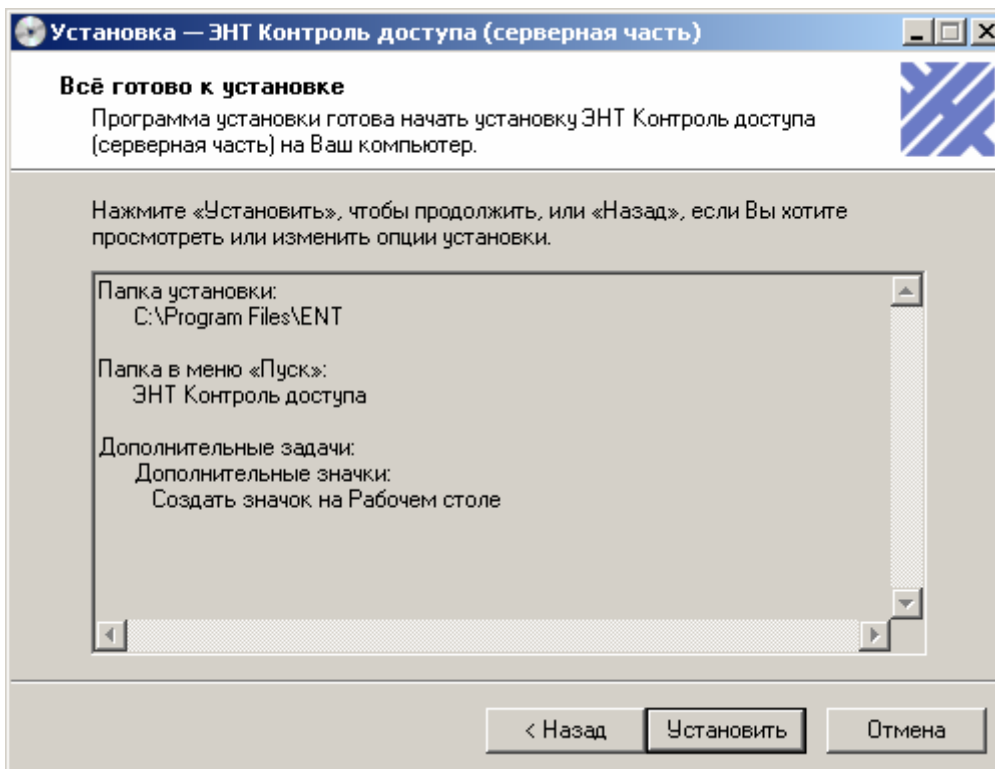 Установка — ЭНТ Контроль доступа (серверная часть)
Всё готово к установке
Программа установки готова начать установку ЭНТ Контроль доступа
(серверная часть) на Ваш компьютер.
Нажмите «Установить», чтобы продолжить, или «Назад», если Вы хотите
просмотреть или изменить опции установки.
Папка установки:
C:\Program Files\ENT
Папка в меню «Пуск»:
ЭНТ Контроль доступа
Дополнительные задачи:
Дополнительные значки:
Создать значок на Рабочем столе
< Назад
Установить
Отмена